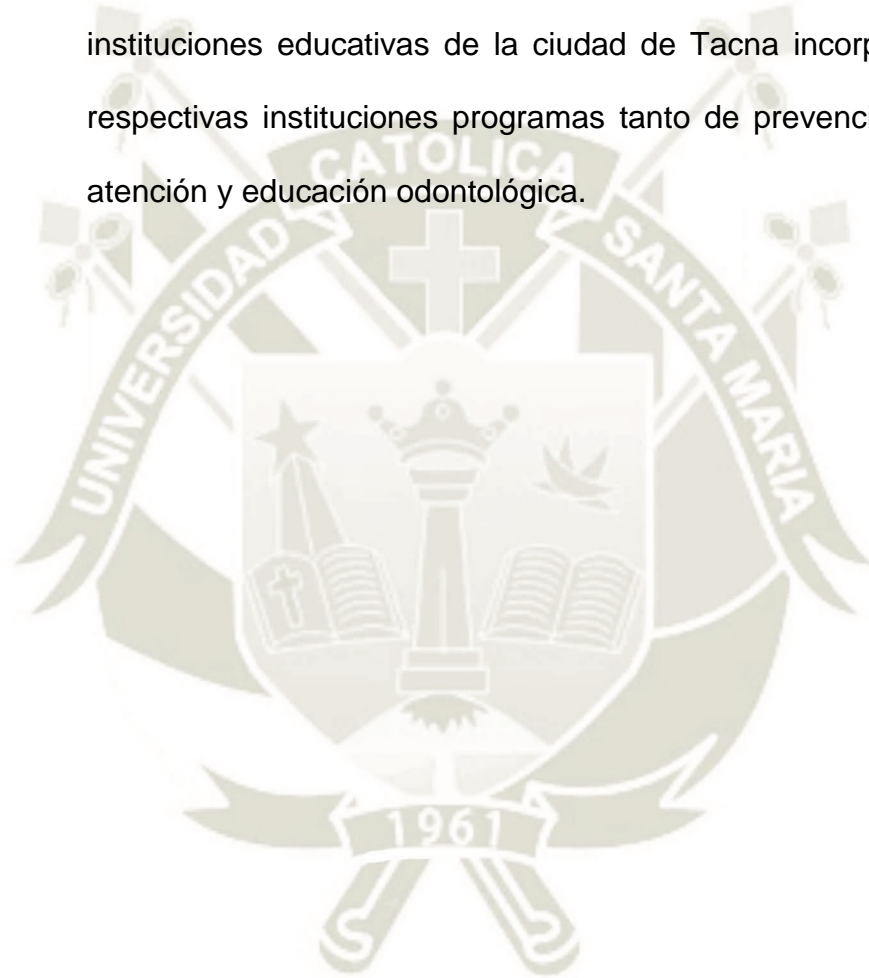 instituciones educativas de la ciudad de Tacna incorp
respectivas instituciones programas tanto de prevenci
atención y educación odontológica.
UNIVERSIDAD CATOLICA SANTA MARIA
1961